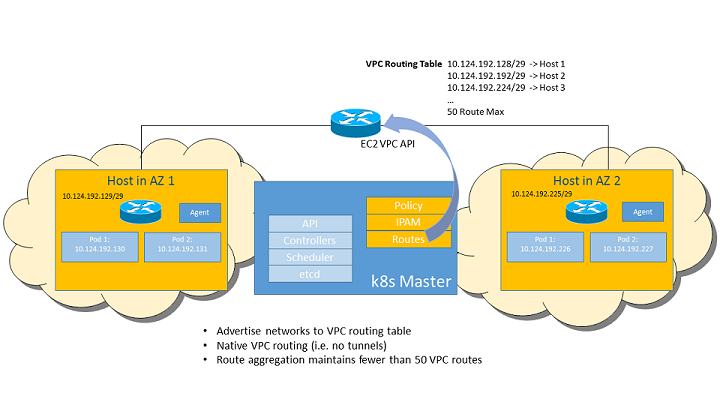 VPC Routing Table 10.124.192.128/29 -> Host 1
10.124.192.192/29 -> Host 2
10.124.192.224/29 -> Host 3
...
50 Route Max
EC2 VPC API
Host in AZ 1
10.124.192.129/29
Agent
Pod 1:
10.124.192.130
Pod 2:
10.124.192.131
Policy
IPAM
Routes
API
Controllers
Scheduler
etcd
k8s Master
Host in AZ 2
10.124.192.225/29
Agent
Pod 1:
10.124.192.226
Pod 2:
10.124.192.227
• Advertise networks to VPC routing table
• Native VPC routing (i.e. no tunnels)
• Route aggregation maintains fewer than 50 VPC routes